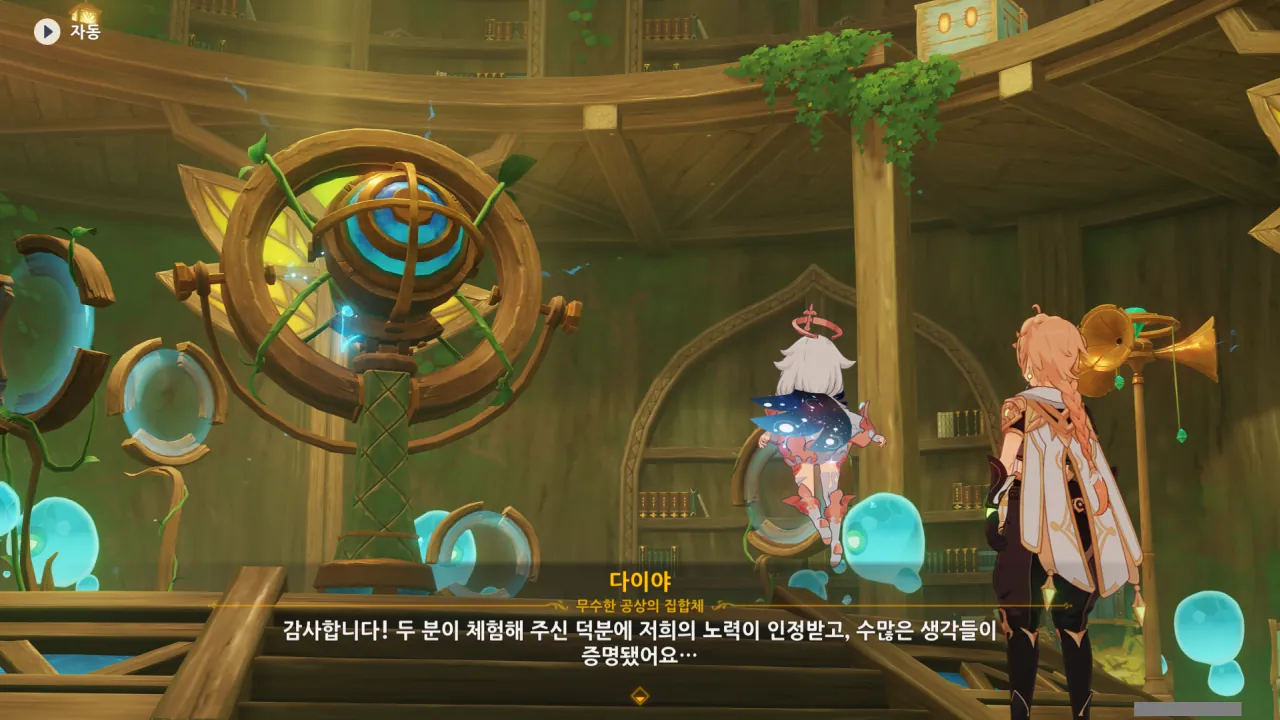 자동
다이야
무수한 공상의 집합체
감사합니다! 두 분이 체험해 주신 덕분에 저희의 노력이 인정받고, 수많은 생각들이
증명됐어요…